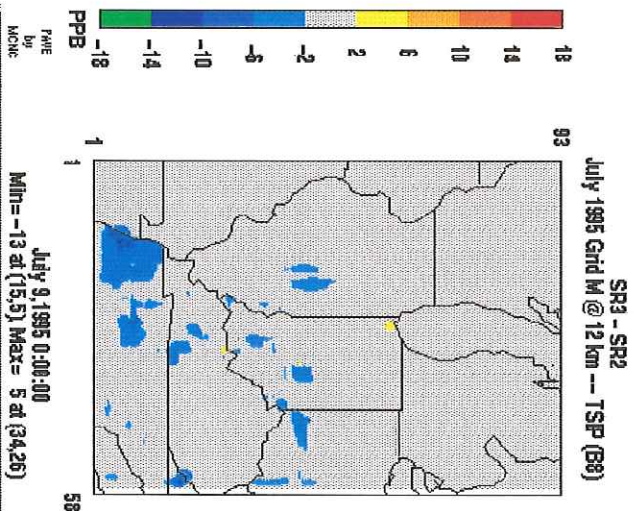 SR3 - SR2
July 1995 Grid M @ 12 km --- TSIP (B8)
93
1
1
58
18
14
10
6
2
-2
-6
-10
-14
-18
PPB
PAVE
by
MCNC
July 9,1995 0:00:00
Min= -13 at (15,5), Max= 5 at (34,26)